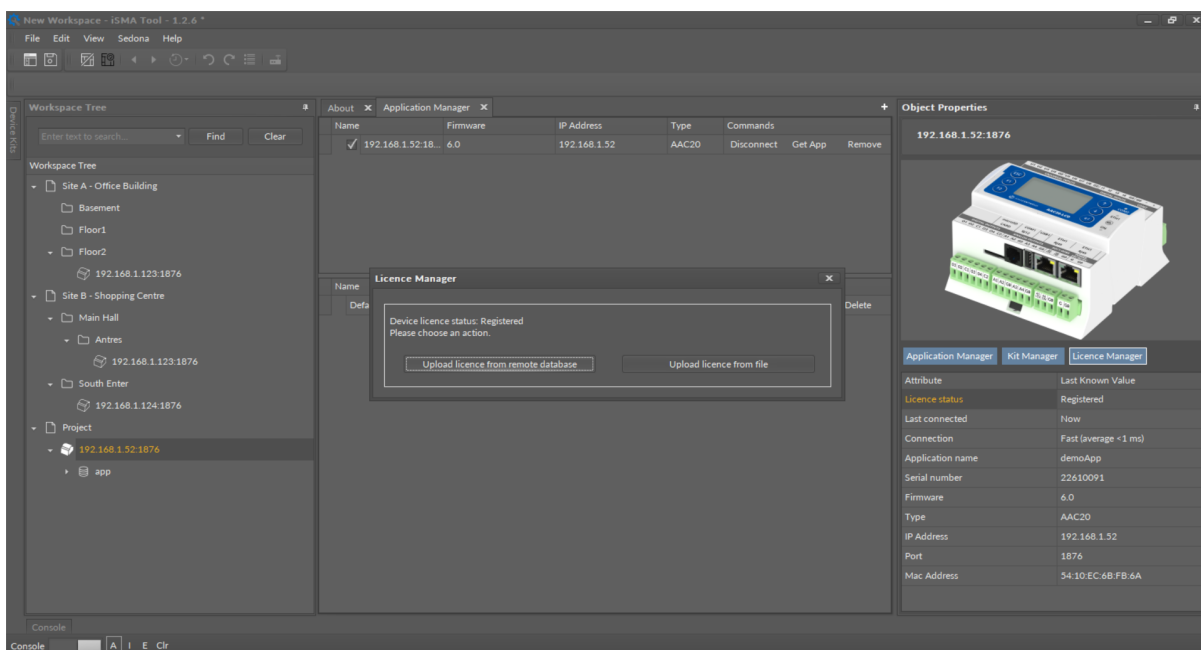 New Workspace - iSMA Tool - 1.2.6 *
File Edit View Sedona Help
Device Kits
Workspace Tree
Enter text to search... Find Clear
Workspace Tree
Site A - Office Building
Basement
Floor1
Floor2
192.168.1.123:1876
Site B - Shopping Centre
Main Hall
Antres
192.168.1.123:1876
South Enter
192.168.1.124:1876
Project
192.168.1.52:1876
app
About Application Manager
Name Firmware IP Address Type Commands
192.168.1.52:18... 6.0 192.168.1.52 AAC20 Disconnect Get App Remove
Name
Defa Delete
Licence Manager
Device licence status: Registered
Please choose an action.
Upload licence from remote database Upload licence from file
Object Properties
192.168.1.52:1876
Application Manager Kit Manager Licence Manager
Attribute Last Known Value
Licence status Registered
Last connected Now
Connection Fast (average <1 ms)
Application name demoApp
Serial number 22610091
Firmware 6.0
Type AAC20
IP Address 192.168.1.52
Port 1876
Mac Address 54:10:EC:6B:FB:6A
Console
Console A I E Clr